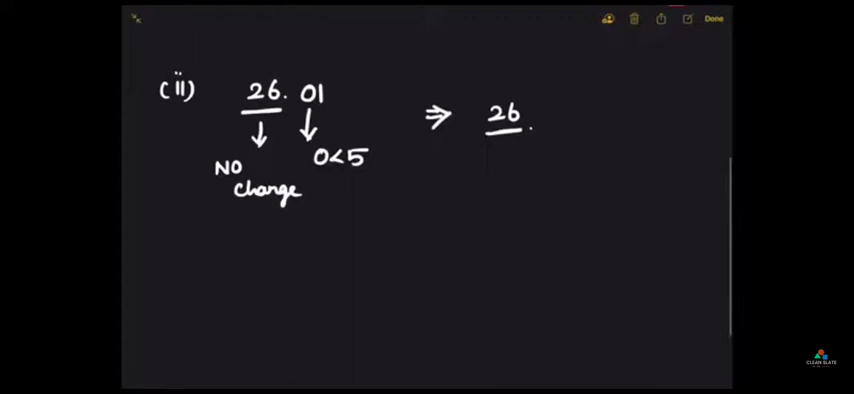 Done
(ii) 26.01 ⇒ 26.
↓ ↓
NO 0<5
Change
CLEAN SLATE